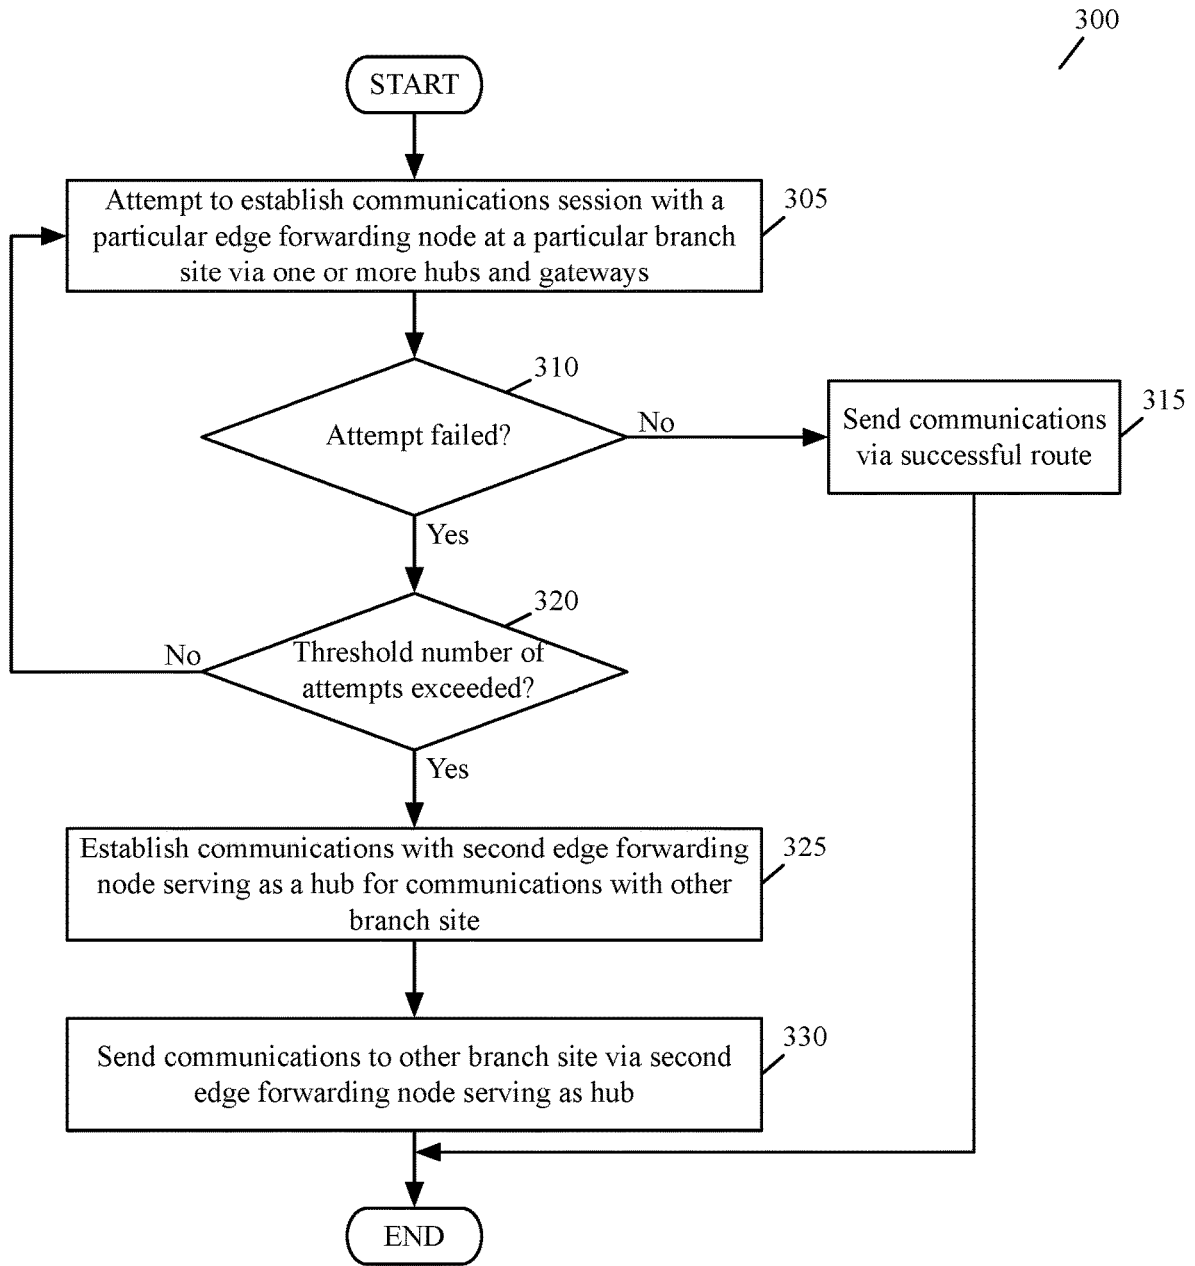 300
START
Attempt to establish communications session with a
particular edge forwarding node at a particular branch
site via one or more hubs and gateways
305
Attempt failed?
310
No
Send communications
via successful route
315
Yes
Threshold number of
attempts exceeded?
320
No
Yes
Establish communications with second edge forwarding
node serving as a hub for communications with other
branch site
325
Send communications to other branch site via second
edge forwarding node serving as hub
330
END